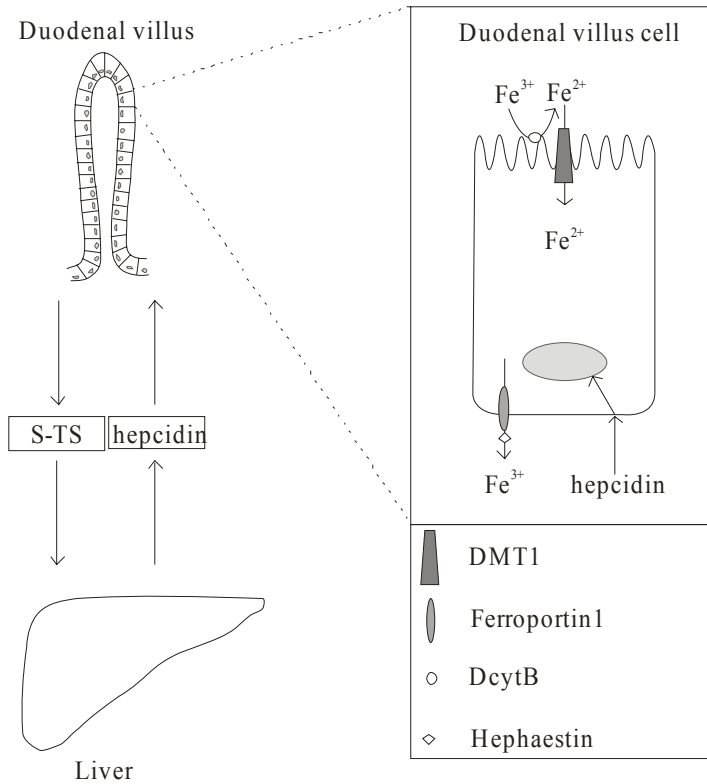 Duodenal villus
S-TS
hepcidin
Liver
Duodenal villus cell
Fe³⁺ Fe²⁺
Fe²⁺
Fe³⁺
hepcidin
DMT1
Ferroportin1
DcytB
Hephaestin